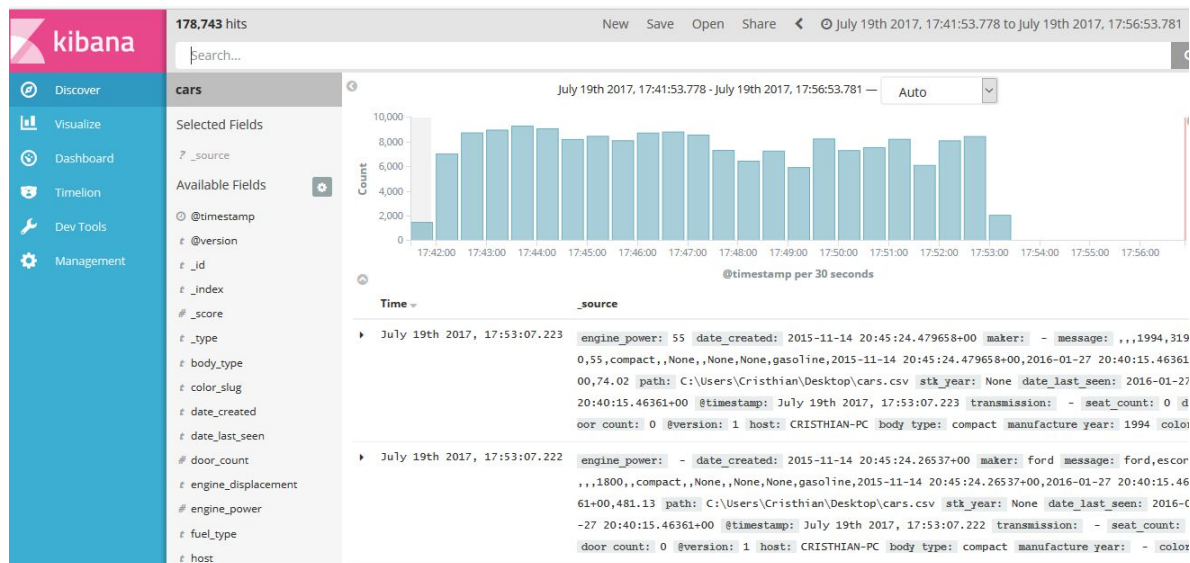 kibana
Discover
Visualize
Dashboard
Timelion
Dev Tools
Management
178,743 hits
New Save Open Share July 19th 2017, 17:41:53.778 to July 19th 2017, 17:56:53.781
Search...
cars
Selected Fields
? _source
Available Fields
@timestamp
t @version
t _id
t _index
# _score
t _type
t body_type
t color_slug
t date_created
t date_last_seen
# door_count
t engine_displacement
# engine_power
t fuel_type
t host
July 19th 2017, 17:41:53.778 - July 19th 2017, 17:56:53.781 — Auto
Count
10,000
8,000
6,000
4,000
2,000
0
17:42:00 17:43:00 17:44:00 17:45:00 17:46:00 17:47:00 17:48:00 17:49:00 17:50:00 17:51:00 17:52:00 17:53:00 17:54:00 17:55:00 17:56:00
@timestamp per 30 seconds
Time _source
July 19th 2017, 17:53:07.223 engine_power: 55 date_created: 2015-11-14 20:45:24.479658+00 maker: - message: ,,,1994,319
0,55,compact,,None,,None,None,gasoline,2015-11-14 20:45:24.479658+00,2016-01-27 20:40:15.46361
00,74.02 path: C:\Users\Cristhian\Desktop\cars.csv stk_year: None date_last_seen: 2016-01-27
20:40:15.46361+00 @timestamp: July 19th 2017, 17:53:07.223 transmission: - seat_count: 0 d
oor count: 0 @version: 1 host: CRISTHIAN-PC body type: compact manufacture year: 1994 color
July 19th 2017, 17:53:07.222 engine_power: - date_created: 2015-11-14 20:45:24.26537+00 maker: ford message: ford,escor
,,,1800,,compact,,None,,None,None,gasoline,2015-11-14 20:45:24.26537+00,2016-01-27 20:40:15.46
61+00,481.13 path: C:\Users\Cristhian\Desktop\cars.csv stk_year: None date_last_seen: 2016-0
-27 20:40:15.46361+00 @timestamp: July 19th 2017, 17:53:07.222 transmission: - seat_count:
door count: 0 @version: 1 host: CRISTHIAN-PC body type: compact manufacture year: - color